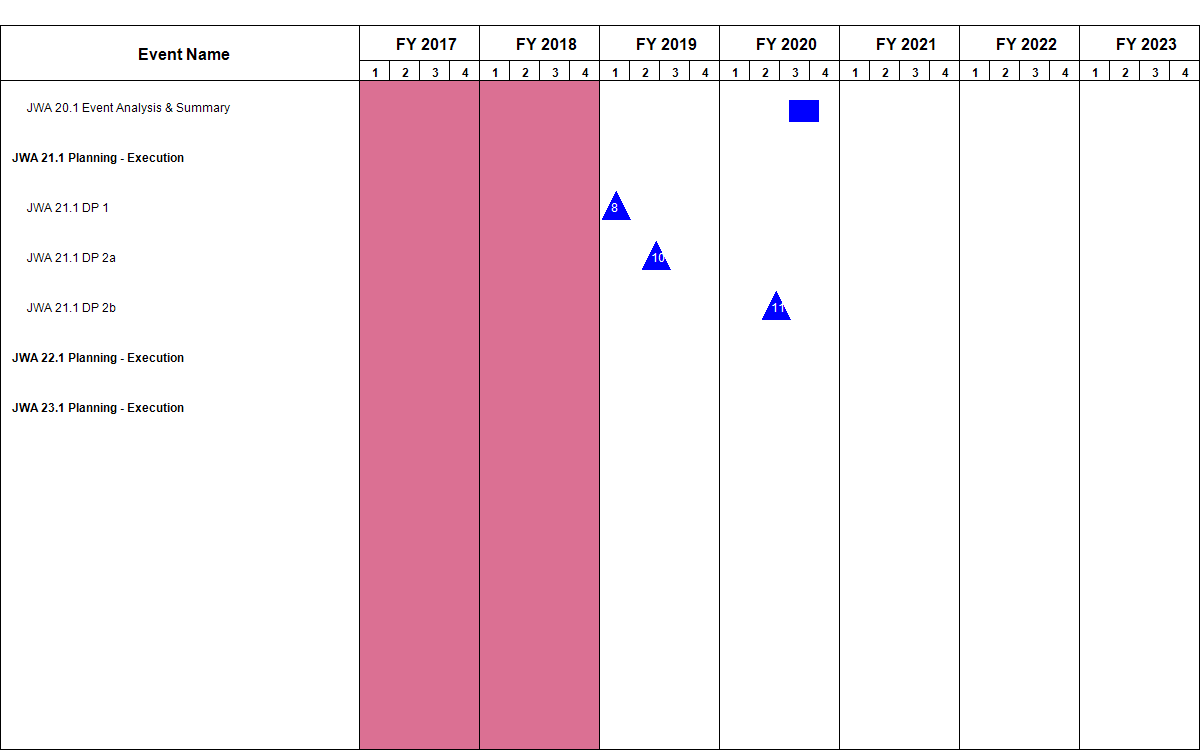 Event Name FY 2017 FY 2018 FY 2019 FY 2020 FY 2021 FY 2022 FY 2023
1 2 3 4 1 2 3 4 1 2 3 4 1 2 3 4 1 2 3 4 1 2 3 4 1 2 3 4
JWA 20.1 Event Analysis & Summary
JWA 21.1 Planning - Execution
JWA 21.1 DP 1 8
JWA 21.1 DP 2a 10
JWA 21.1 DP 2b 11
JWA 22.1 Planning - Execution
JWA 23.1 Planning - Execution